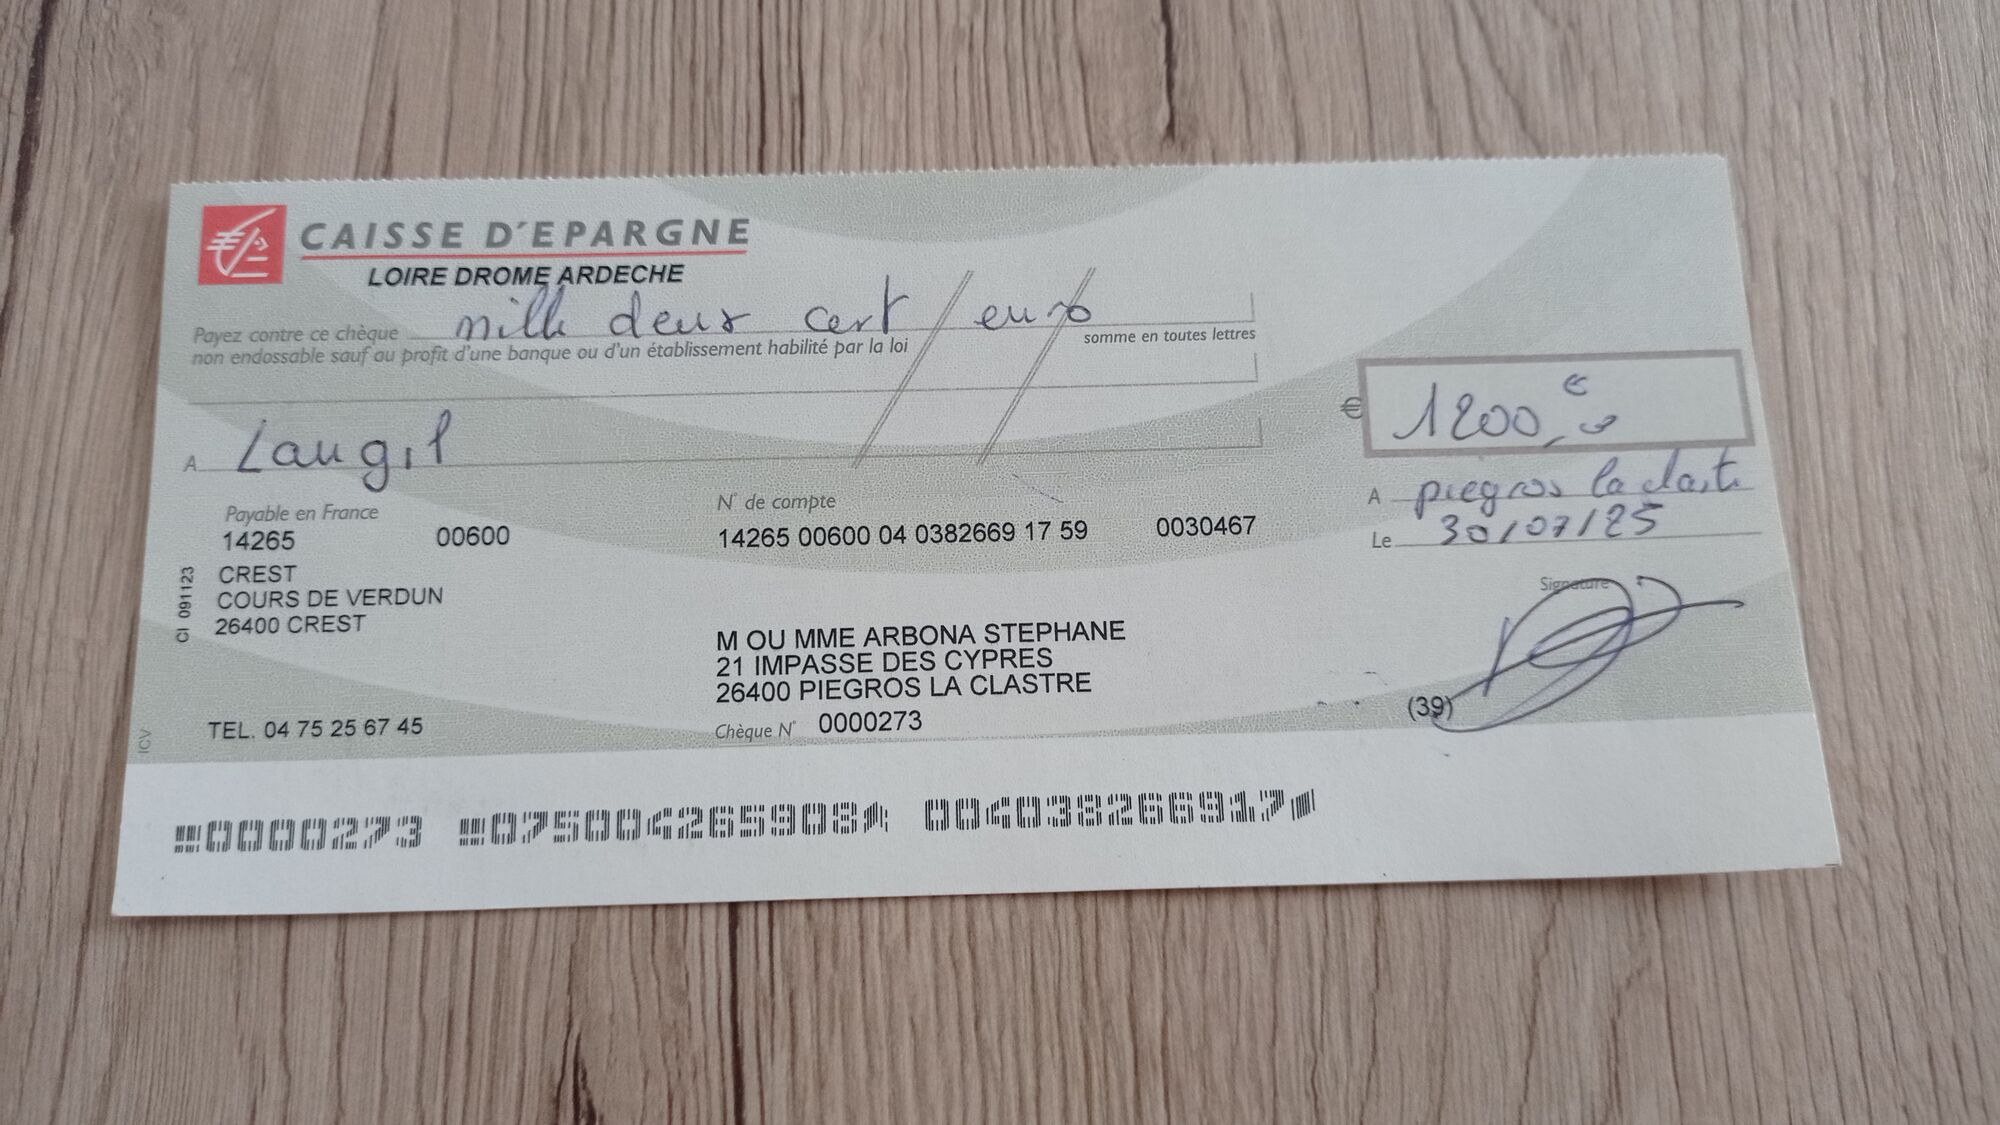 CAISSE D'EPARGNE
LOIRE DROME ARDECHE
Payez contre ce chèque mille deux cent euro
non endossable sauf au profit d'une banque ou d'un établissement habilité par la loi
somme en toutes lettres
€ 1200,00 €
A Laugil
A piegros la clastre
Le 30/07/25
Payable en France
14265 00600
N° de compte
14265 00600 04 0382669 17 59 0030467
CI 091123
CREST
COURS DE VERDUN
26400 CREST
Signature
M OU MME ARBONA STEPHANE
21 IMPASSE DES CYPRES
26400 PIEGROS LA CLASTRE
(39)
TEL. 04 75 25 67 45
Chèque N° 0000273
ICV
0000273 075004265908 004038266917